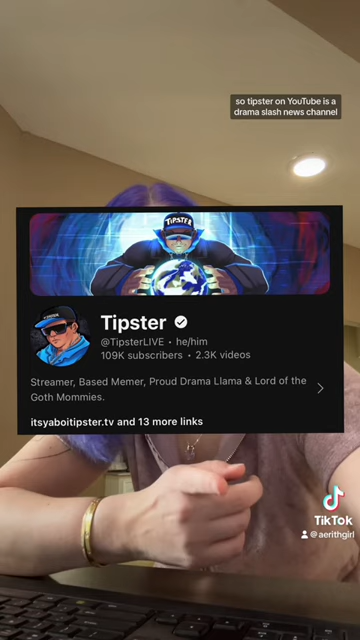 so tipster on YouTube is a
drama slash news channel
TIPSTER
Tipster
@TipsterLIVE • he/him
109K subscribers • 2.3K videos
Streamer, Based Memer, Proud Drama Llama & Lord of the
Goth Mommies.
itsyaboitipster.tv and 13 more links
TikTok
@aerithgirl